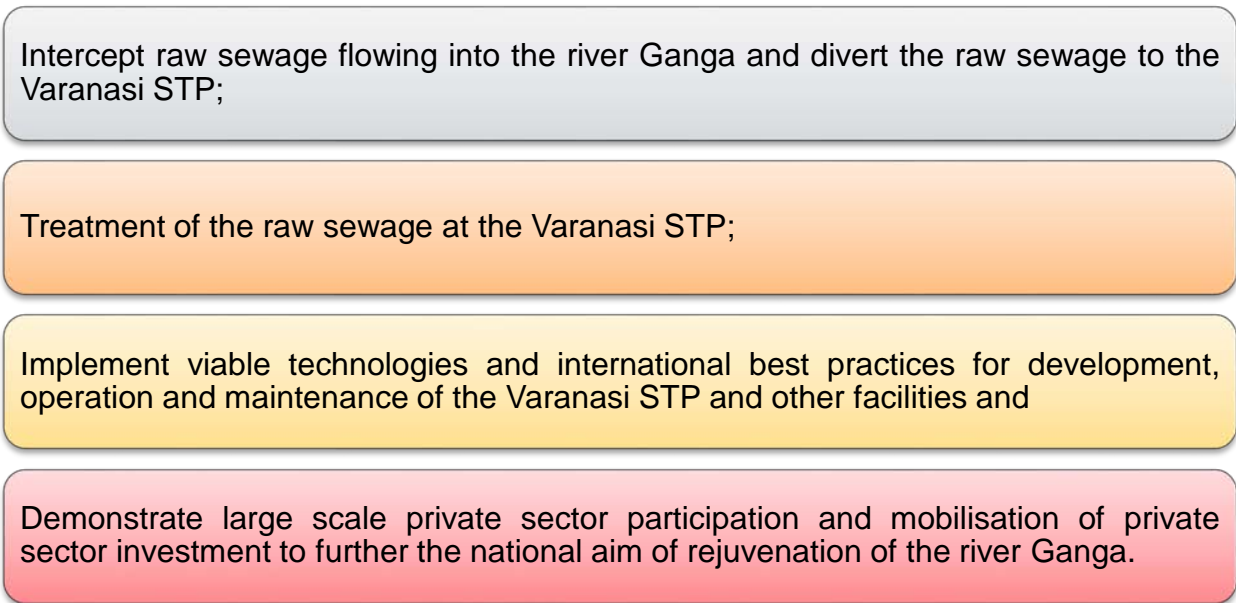 Intercept raw sewage flowing into the river Ganga and divert the raw sewage to the
Varanasi STP;
Treatment of the raw sewage at the Varanasi STP;
Implement viable technologies and international best practices for development,
operation and maintenance of the Varanasi STP and other facilities and
Demonstrate large scale private sector participation and mobilisation of private
sector investment to further the national aim of rejuvenation of the river Ganga.